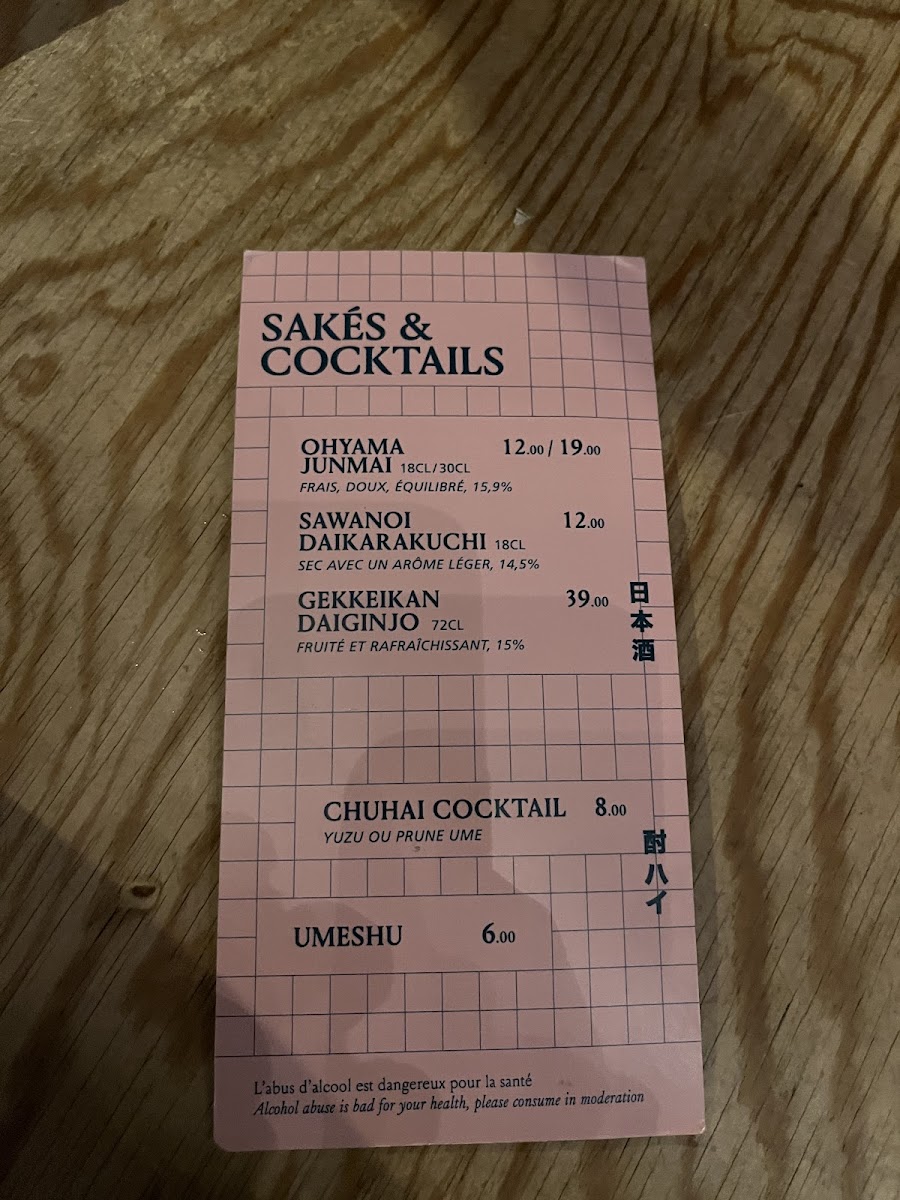 SAKÉS &
COCKTAILS
OHYAMA 12.00 / 19.00
JUNMAI 18CL/30CL
FRAIS, DOUX, ÉQUILIBRÉ, 15,9%
SAWANOI 12.00
DAIKARAKUCHI 18CL
SEC AVEC UN ARÔME LÉGER, 14,5%
GEKKEIKAN 39.00
DAIGINJO 72CL
FRUITÉ ET RAFRAÎCHISSANT, 15%
日本酒
CHUHAI COCKTAIL 8.00
YUZU OU PRUNE UME
酎ハイ
UMESHU 6.00
L'abus d'alcool est dangereux pour la santé
Alcohol abuse is bad for your health, please consume in moderation